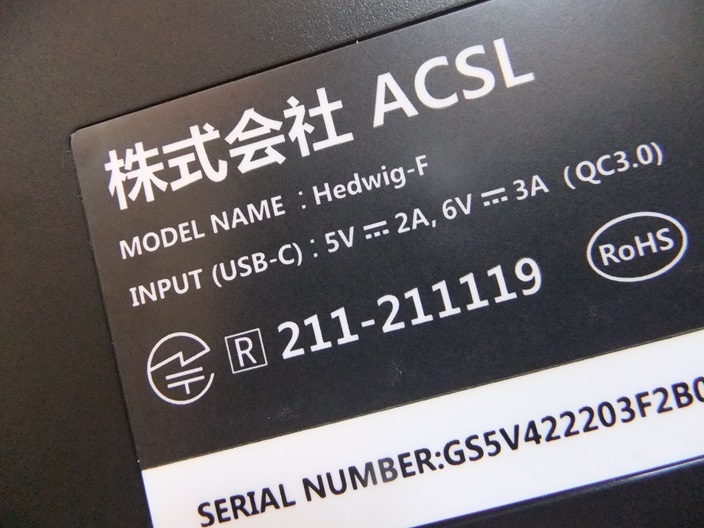 株式会社 ACSL
MODEL NAME : Hedwig-F
INPUT (USB-C) : 5V ⎓ 2A, 6V ⎓ 3A (QC3.0)
RoHS
R 211-211119
SERIAL NUMBER:GS5V422203F2B0